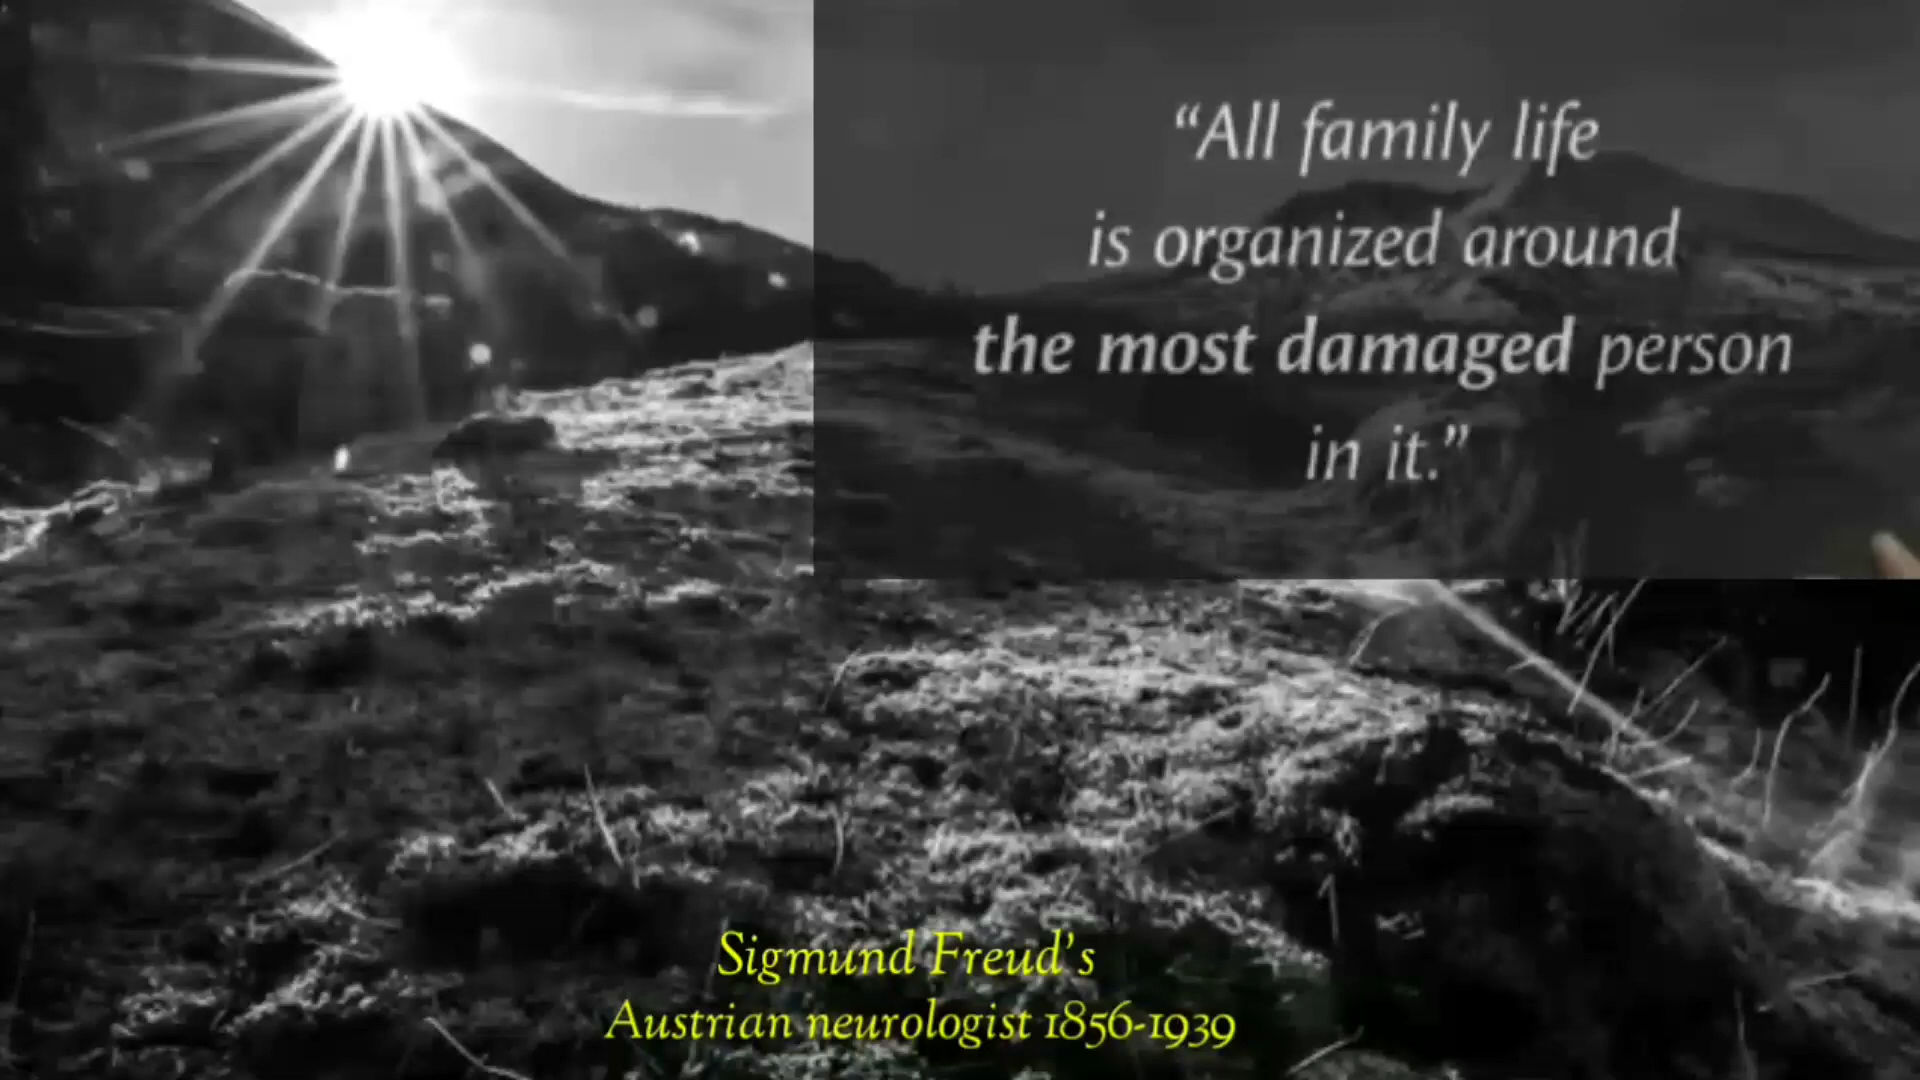 “All family life
is organized around
the most damaged person
in it.”
Sigmund Freud's
Austrian neurologist 1856-1939